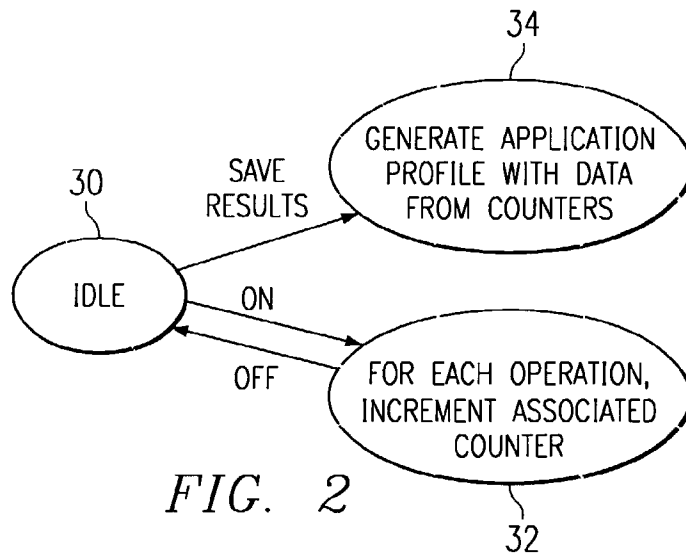 34
GENERATE APPLICATION
PROFILE WITH DATA
FROM COUNTERS
SAVE
RESULTS
30
IDLE
ON
OFF
FOR EACH OPERATION,
INCREMENT ASSOCIATED
COUNTER
32
FIG. 2